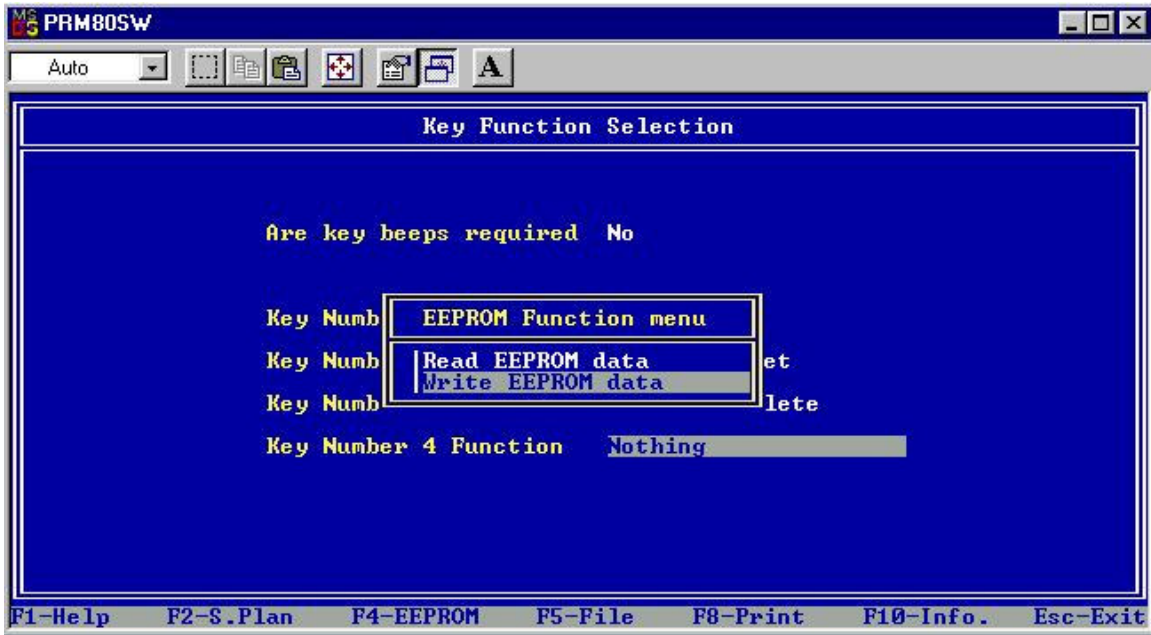 MS DOS PRM80SW
Auto A
Key Function Selection
Are key beeps required No
Key Numb
EEPROM Function menu
Key Numb Read EEPROM data et
Write EEPROM data
Key Numb lete
Key Number 4 Function Nothing
F1-Help F2-S.Plan F4-EEPROM F5-File F8-Print F10-Info. Esc-Exit